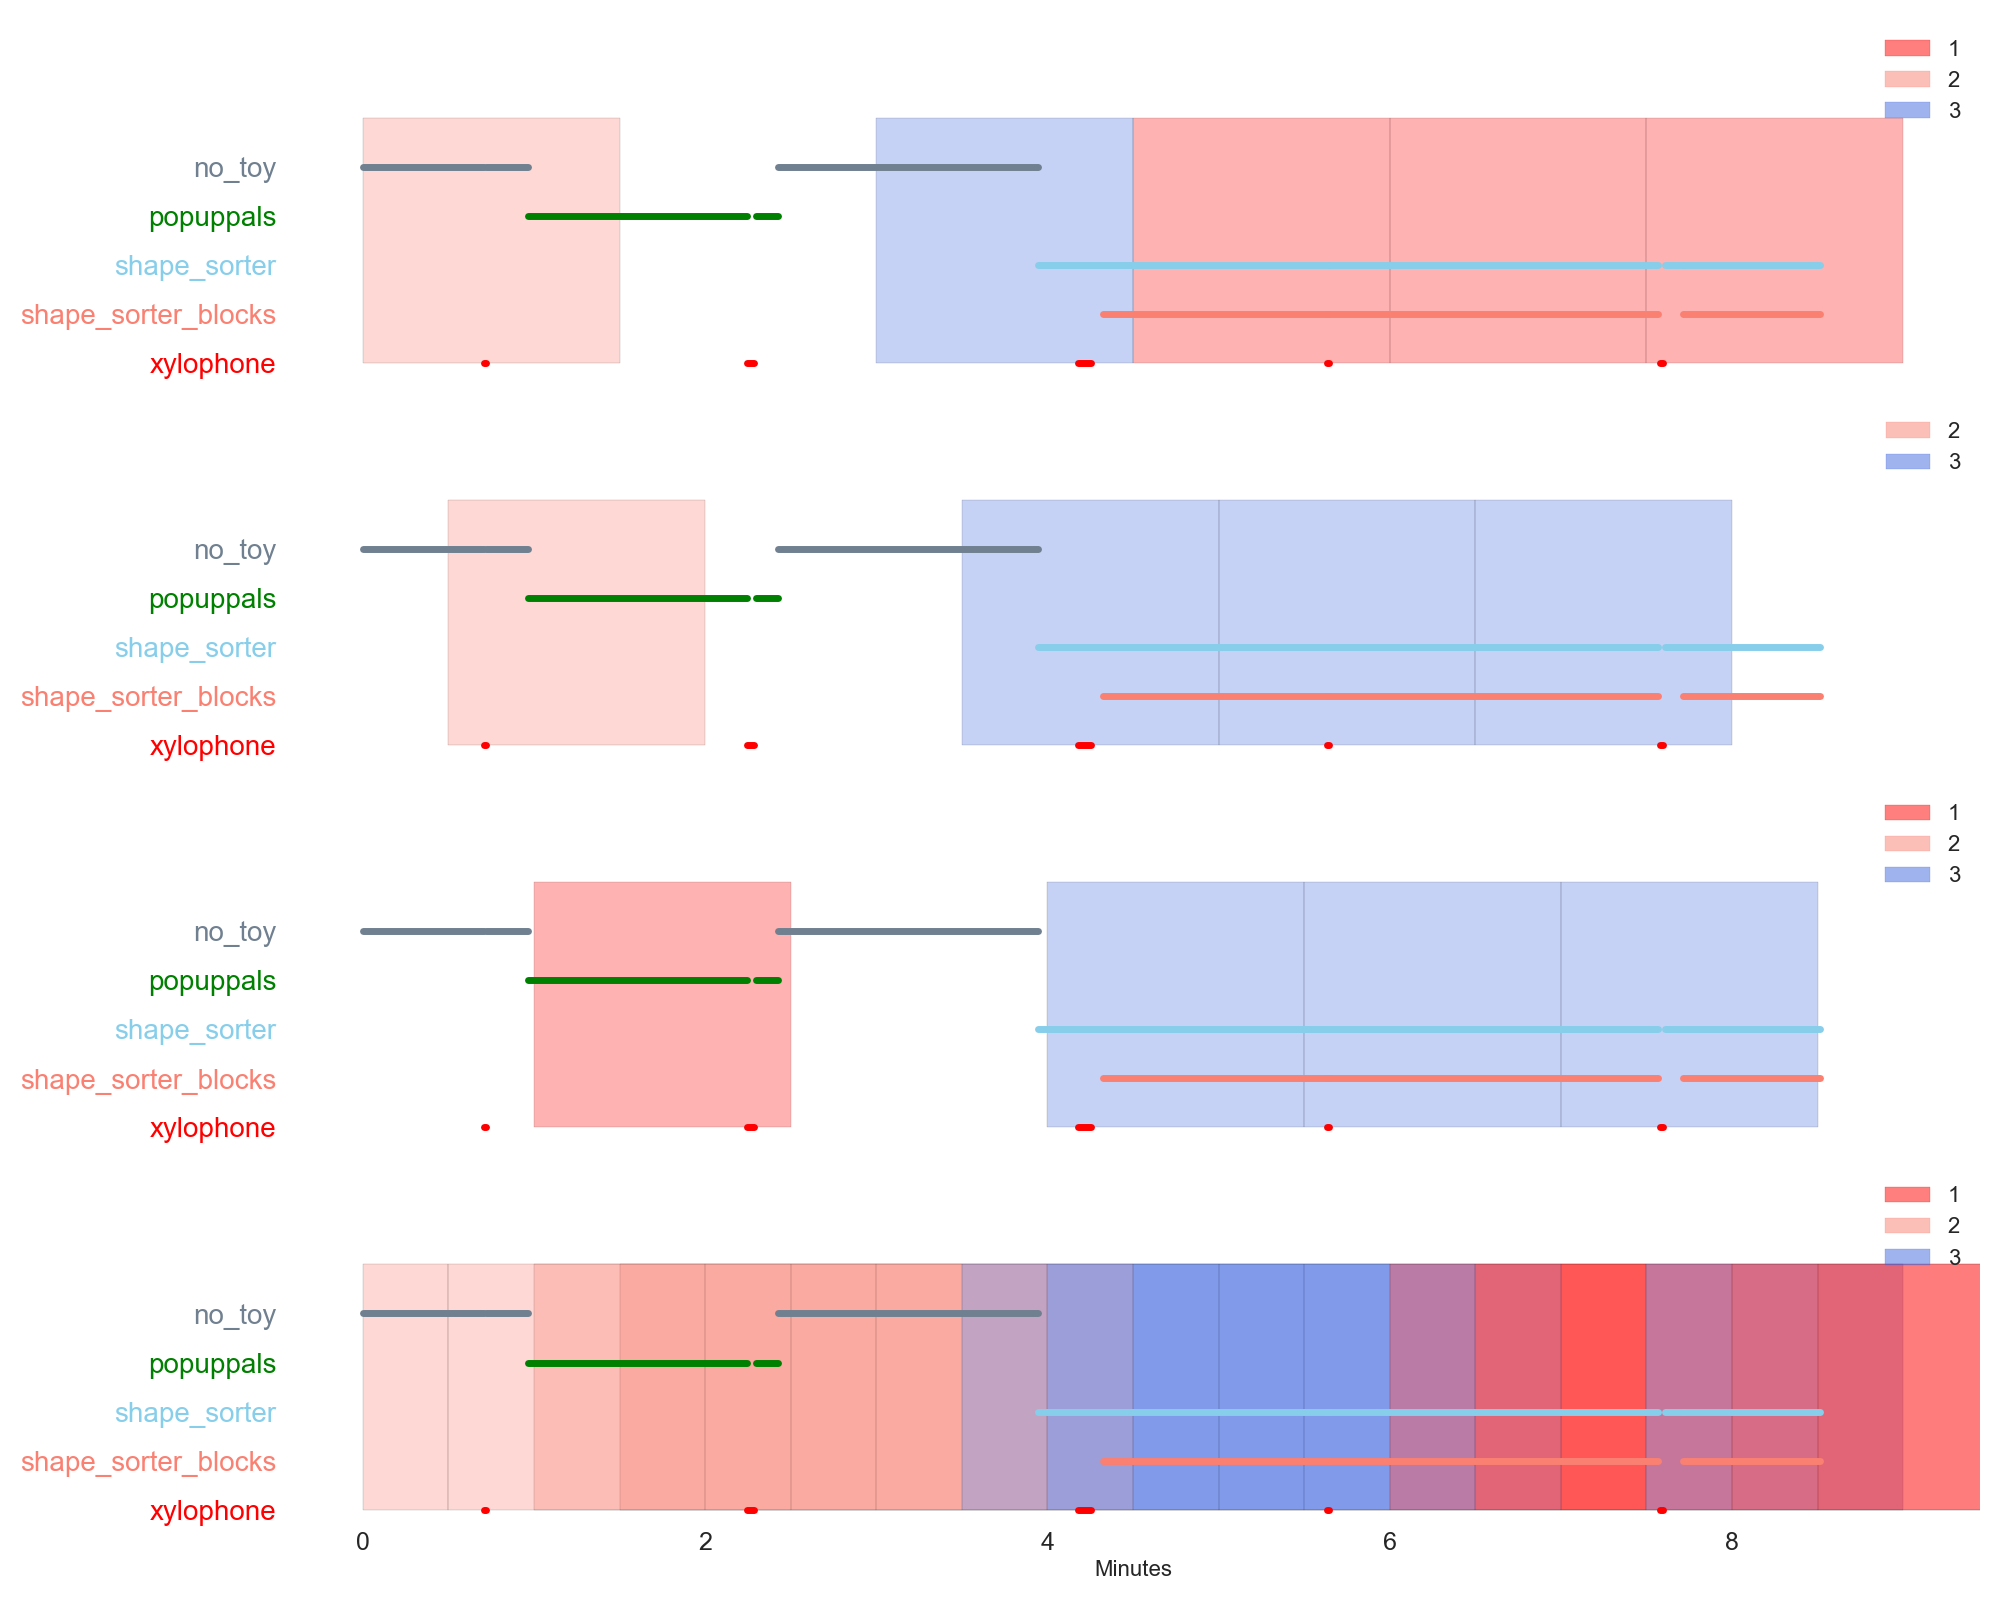 1
2
3
no_toy
popuppals
shape_sorter
shape_sorter_blocks
xylophone
2
3
no_toy
popuppals
shape_sorter
shape_sorter_blocks
xylophone
1
2
3
no_toy
popuppals
shape_sorter
shape_sorter_blocks
xylophone
1
2
3
no_toy
popuppals
shape_sorter
shape_sorter_blocks
xylophone
0 2 4 6 8
Minutes